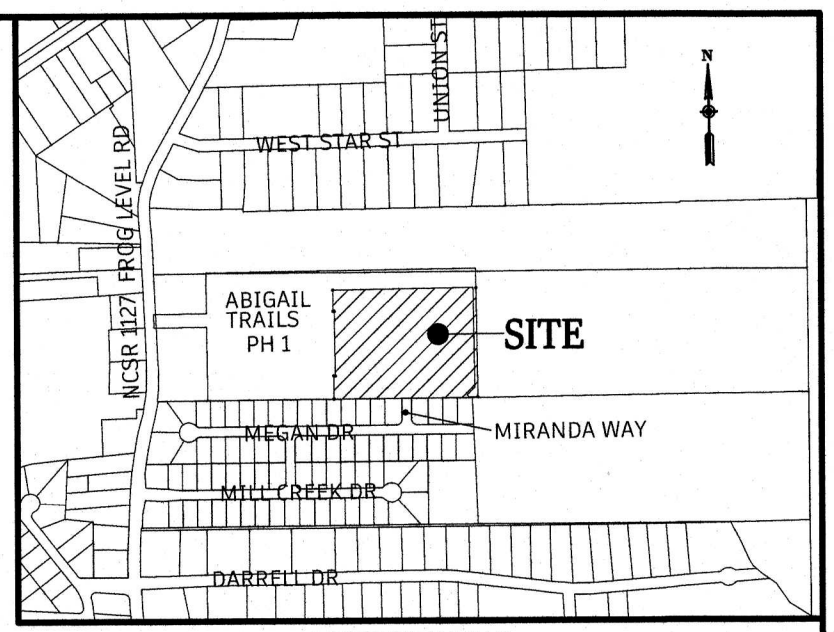 UNION ST
N
WEST STAR ST
NCSR 1127 FROG LEVEL RD
ABIGAIL
TRAILS
PH 1
SITE
MEGAN DR
MIRANDA WAY
MILL CREEK DR
DARRELL DR